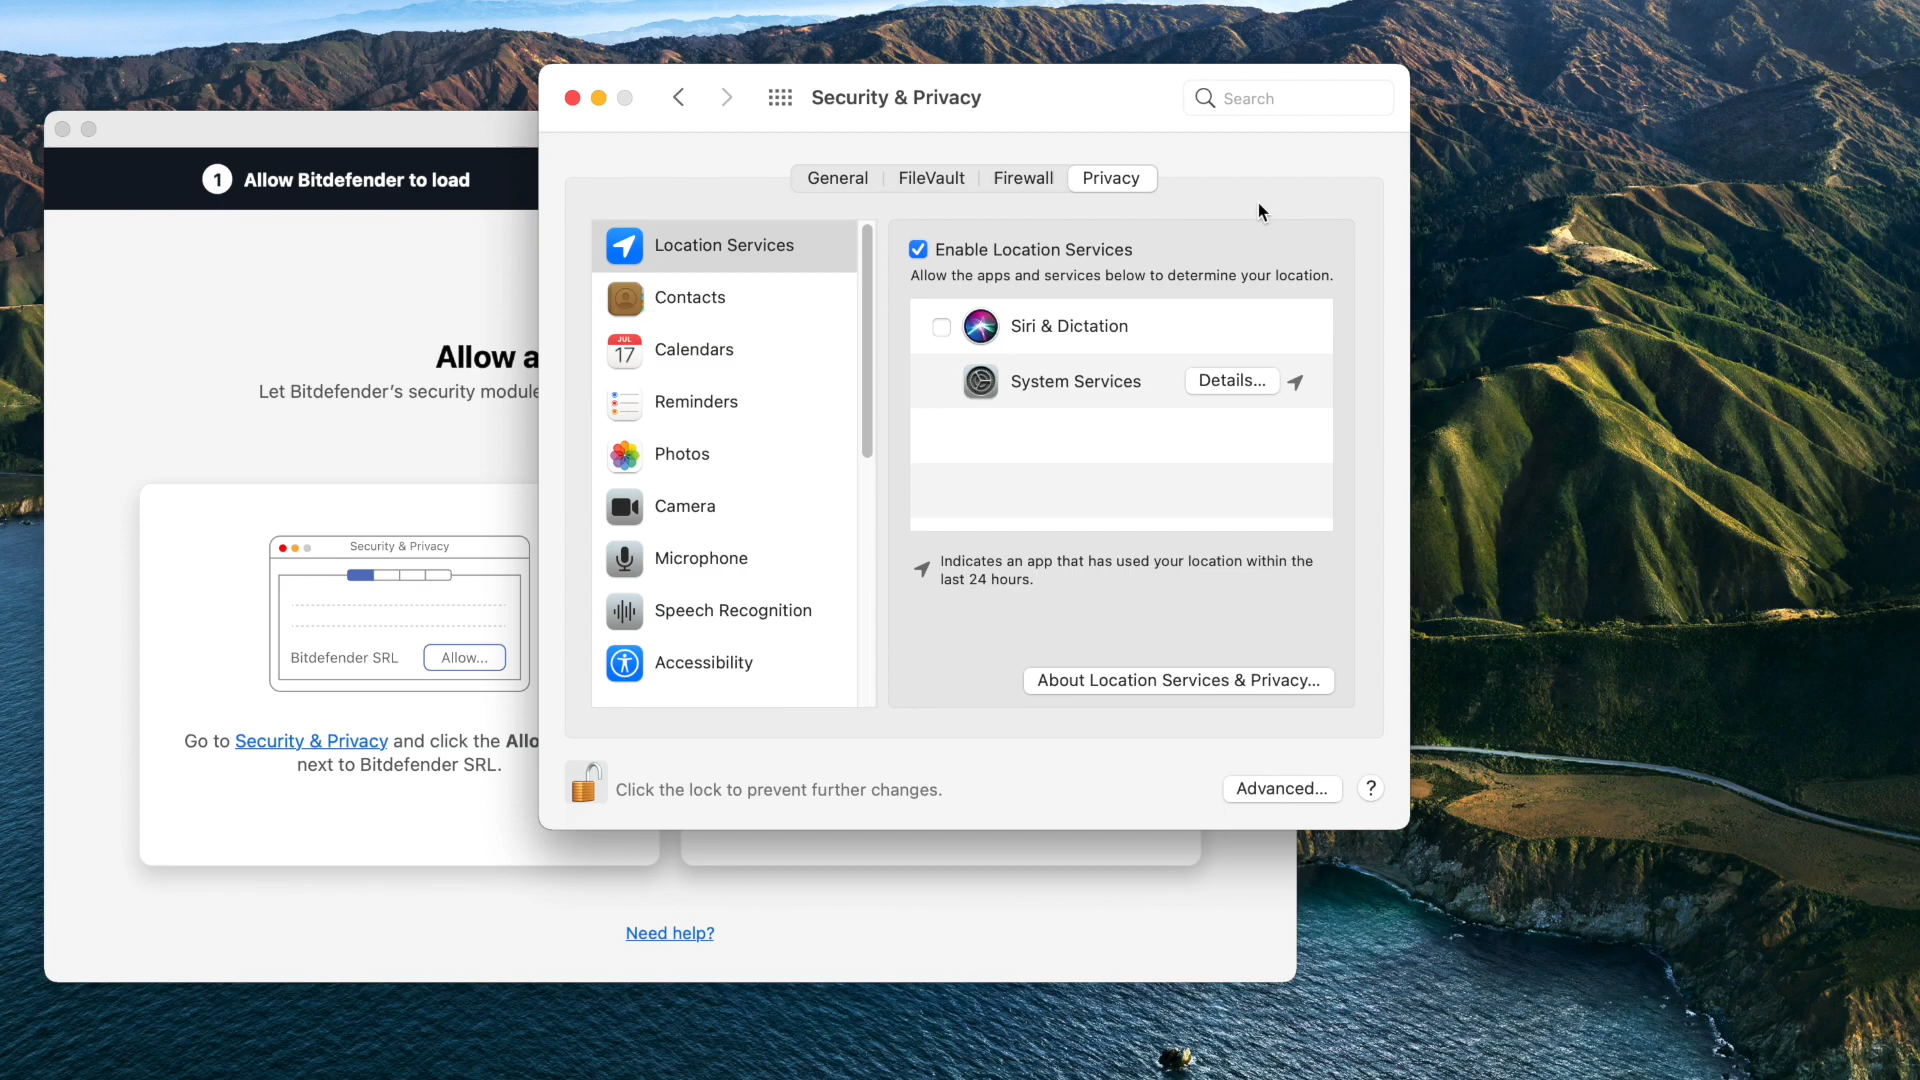 Security & Privacy
Search
1 Allow Bitdefender to load
General
FileVault
Firewall
Privacy
Location Services
Contacts
JUL
17
Calendars
Reminders
Photos
Camera
Microphone
Speech Recognition
Accessibility
Enable Location Services
Allow the apps and services below to determine your location.
Siri & Dictation
System Services
Details...
Indicates an app that has used your location within the
last 24 hours.
About Location Services & Privacy...
Click the lock to prevent further changes.
Advanced...
?
Allow a
Let Bitdefender's security module
Security & Privacy
Bitdefender SRL
Allow...
Go to Security & Privacy and click the Allo
next to Bitdefender SRL.
Need help?